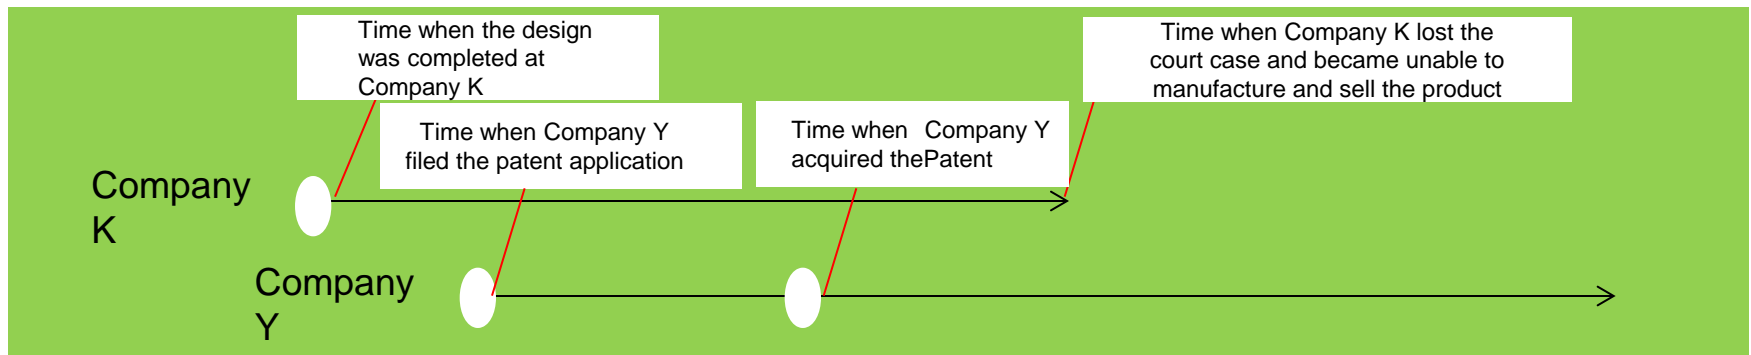 Time when the design
was completed at
Company K
Time when Company K lost the
court case and became unable to
manufacture and sell the product
Time when Company Y
filed the patent application
Time when Company Y
acquired thePatent
Company
K
Company
Y